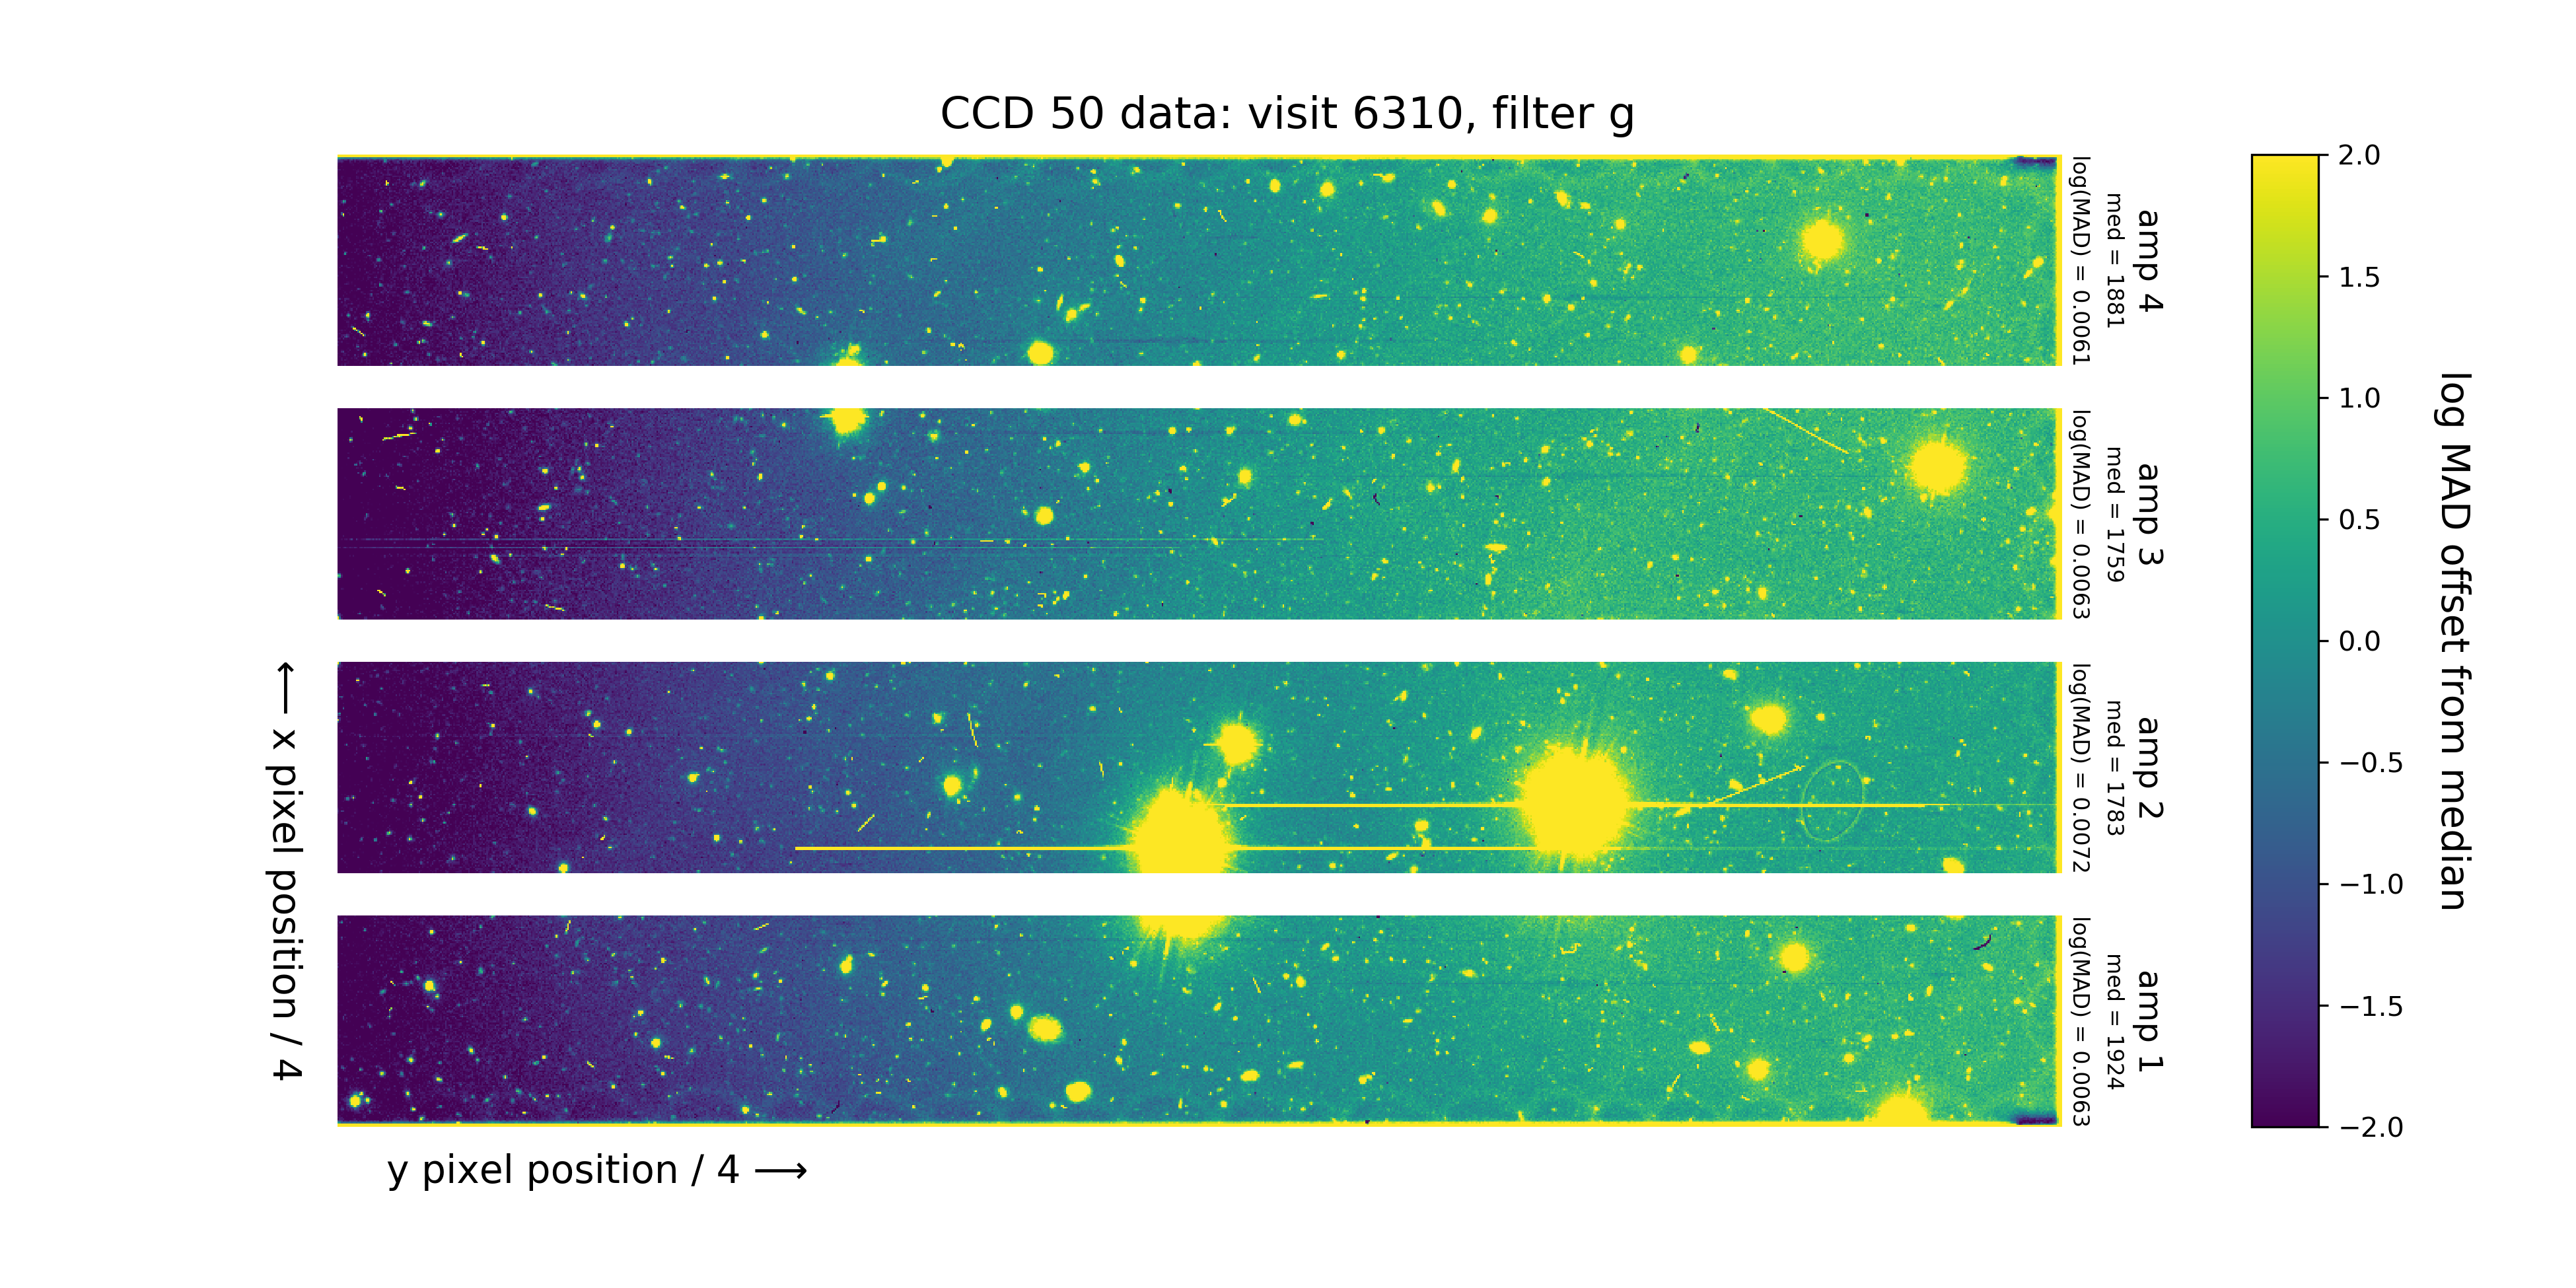 CCD 50 data: visit 6310, filter g
amp 4
med = 1881
log(MAD) = 0.0061
amp 3
med = 1759
log(MAD) = 0.0063
amp 2
med = 1783
log(MAD) = 0.0072
amp 1
med = 1924
log(MAD) = 0.0063
⟵ x pixel position / 4
y pixel position / 4 ⟶
2.0
1.5
1.0
0.5
0.0
−0.5
−1.0
−1.5
−2.0
log MAD offset from median